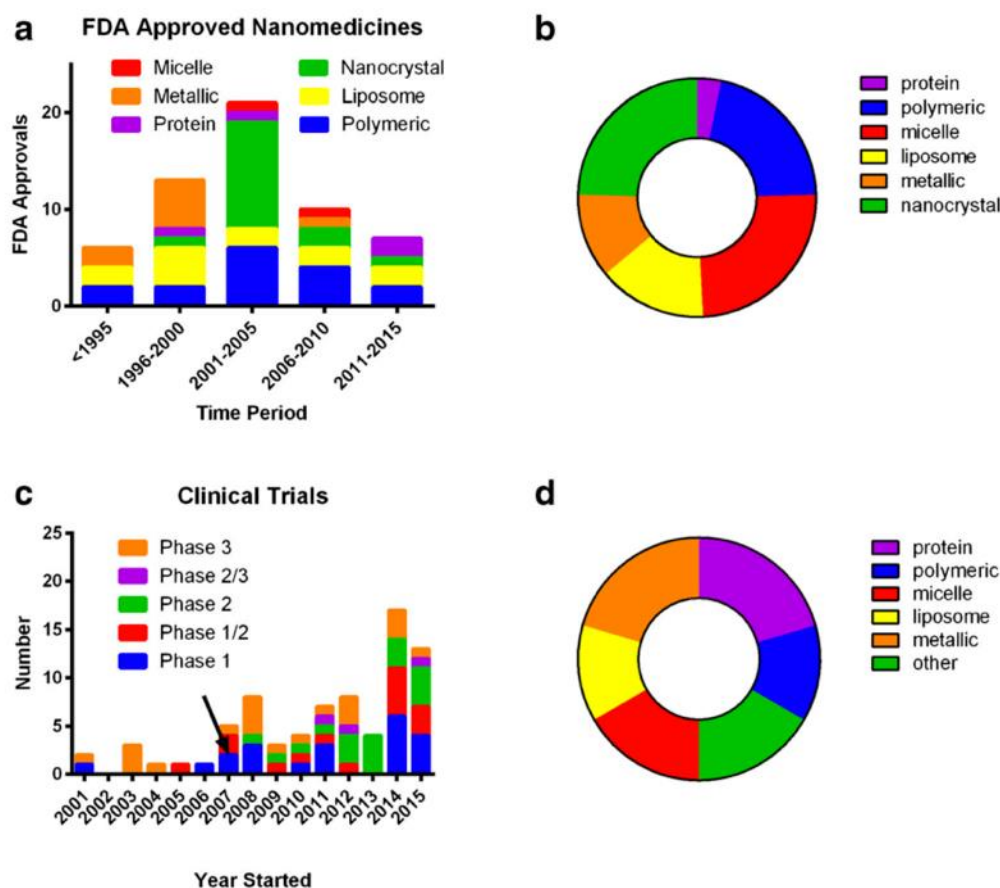 a
FDA Approved Nanomedicines
Micelle
Metallic
Protein
Nanocrystal
Liposome
Polymeric
FDA Approvals
20
10
0
<1995
1996-2000
2001-2005
2006-2010
2011-2015
Time Period
b
protein
polymeric
micelle
liposome
metallic
nanocrystal
c
Clinical Trials
Phase 3
Phase 2/3
Phase 2
Phase 1/2
Phase 1
Number
25
20
15
10
5
0
2001
2002
2003
2004
2005
2006
2007
2008
2009
2010
2011
2012
2013
2014
2015
Year Started
d
protein
polymeric
micelle
liposome
metallic
other